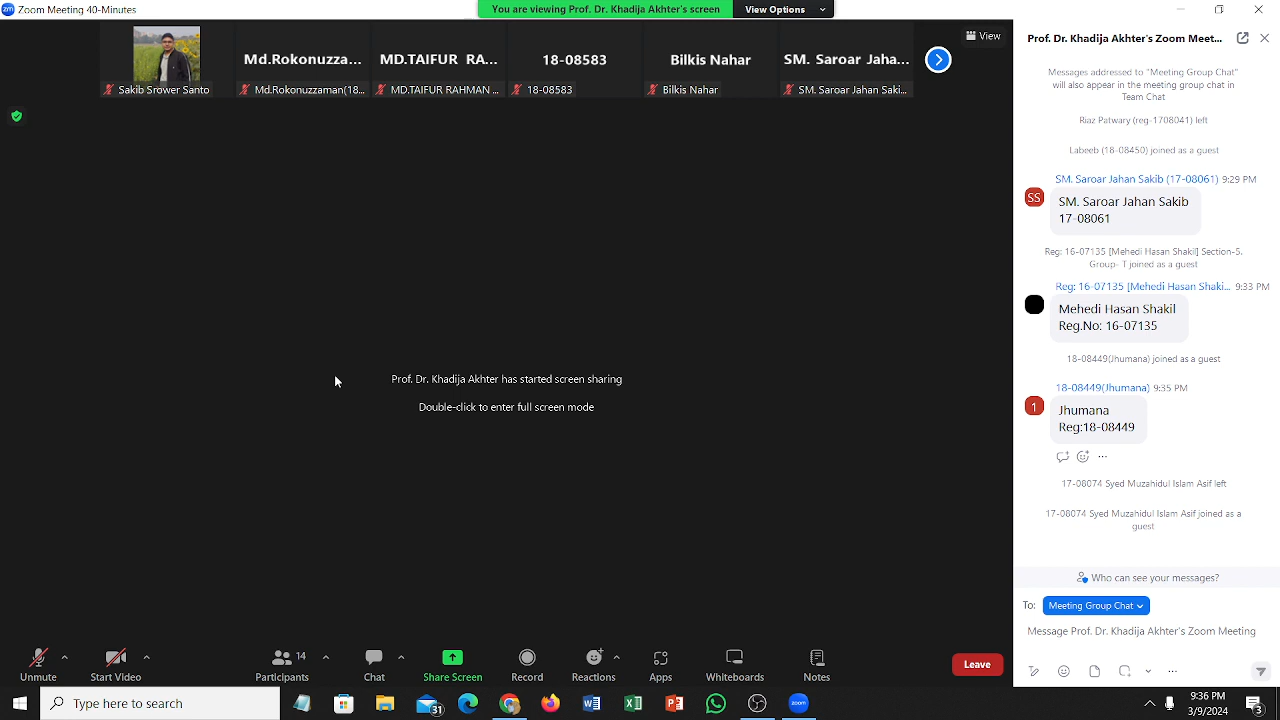 Zoom Meeting 40-Minutes
You are viewing Prof. Dr. Khadija Akhter's screen
View Options
View
Md.Rokonuzza...
MD.TAIFUR RA...
18-08583
Bilkis Nahar
SM. Saroar Jaha...
Sakib Srower Santo
Md.Rokonuzzaman(18...
MD.TAIFUR RAHMAN ...
18-08583
Bilkis Nahar
SM. Saroar Jahan Saki...
Prof. Dr. Khadija Akhter has started screen sharing
Double-click to enter full screen mode
Prof. Dr. Khadija Akhter's Zoom Meet...
Messages addressed to "Meeting Group Chat"
will also appear in the meeting group chat in
Team Chat
Riaz Patwary (reg-1708041) left
Labeeb (18-08450) joined as a guest
SM. Saroar Jahan Sakib (17-08061) 9:29 PM
SS
SM. Saroar Jahan Sakib
17-08061
Reg: 16-07135 [Mehedi Hasan Shakil] Section-5,
Group- T joined as a guest
Reg: 16-07135 [Mehedi Hasan Shaki... 9:33 PM
Mehedi Hasan Shakil
Reg.No: 16-07135
18-08449(Jhumana) joined as a guest
18-08449(Jhumana) 9:35 PM
1
Jhumana
Reg:18-08449
17-08074 Syed Muzahidul Islam Asif left
17-08074 Syed Muzahidul Islam Asif joined as a
guest
Who can see your messages?
To: Meeting Group Chat
Message Prof. Dr. Khadija Akhter's Zoom Meeting
Unmute
Start Video
14
Participants
Chat
Share Screen
Record
Reactions
Apps
Whiteboards
Notes
Leave
Type here to search
31
zoom
9:36 PM
3/9/2024
3